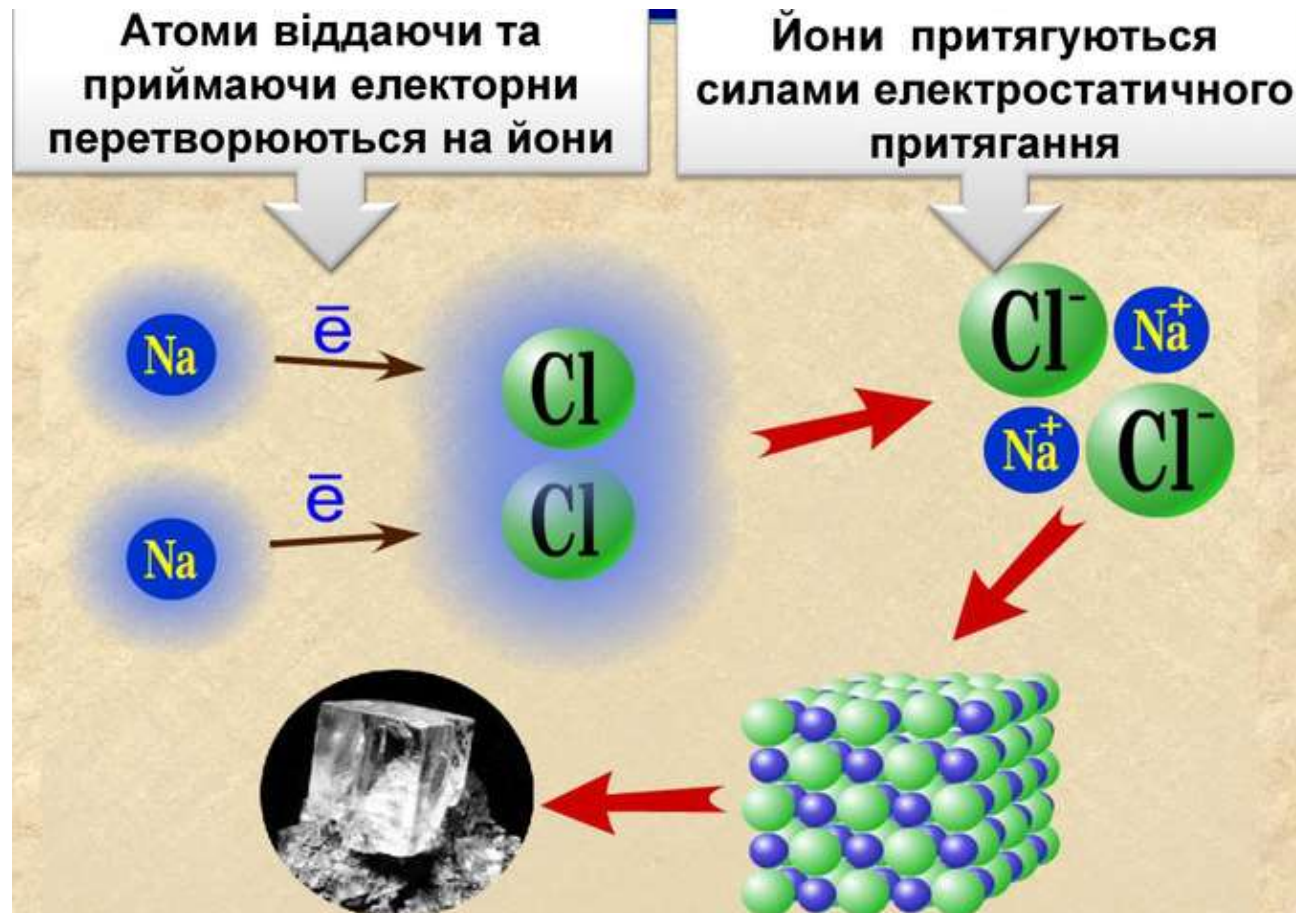 Атоми віддаючи та
приймаючи електорни
перетворюються на йони
Йони притягуються
силами електростатичного
притягання
Na
ē
Cl
Na
ē
Cl
Cl⁻
Na⁺
Na⁺
Cl⁻